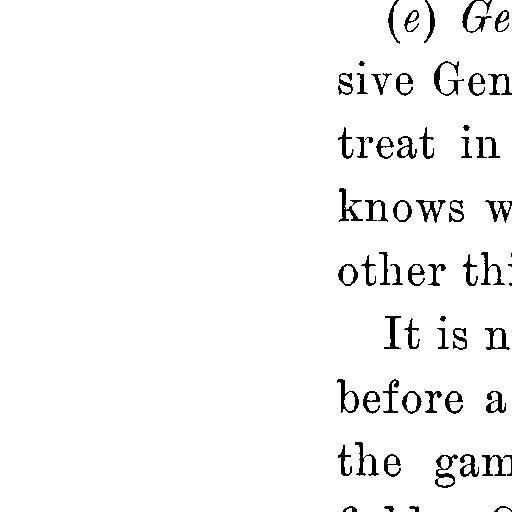 (e) Ge
sive Gen
treat in
knows w
other thi
It is n
before a
the gam